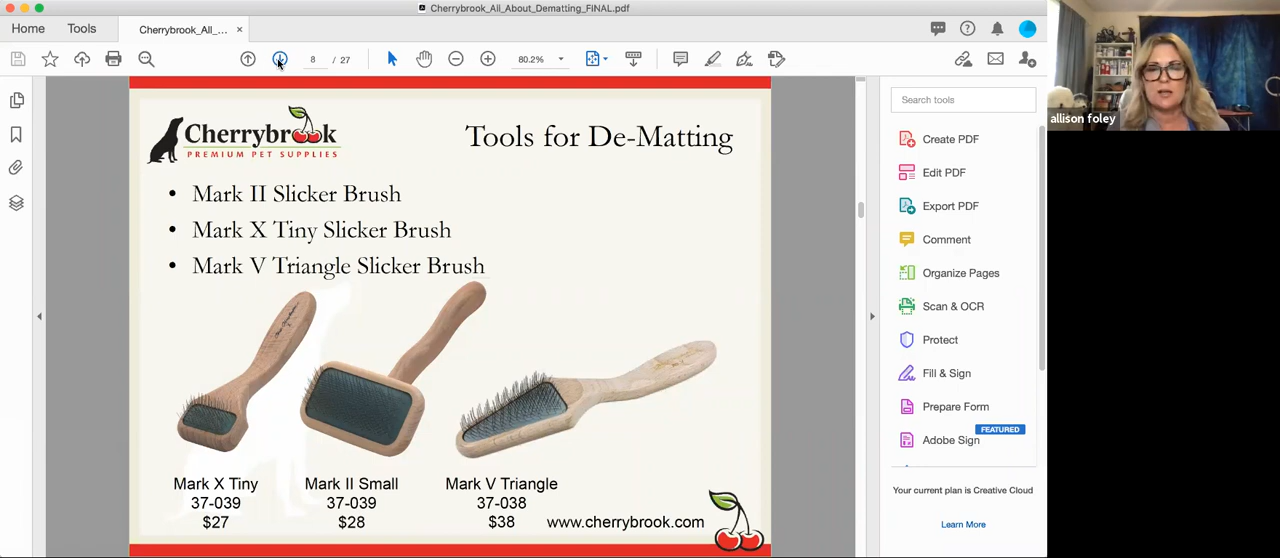 Cherrybrook_All_About_Dematting_FINAL.pdf
Home
Tools
Cherrybrook_All_...
8 / 27
80.2%
Cherrybrook
PREMIUM PET SUPPLIES
Tools for De-Matting
• Mark II Slicker Brush
• Mark X Tiny Slicker Brush
• Mark V Triangle Slicker Brush
Mark X Tiny
37-039
$27
Mark II Small
37-039
$28
Mark V Triangle
37-038
$38
www.cherrybrook.com
Search tools
Create PDF
Edit PDF
Export PDF
Comment
Organize Pages
Scan & OCR
Protect
Fill & Sign
Prepare Form
FEATURED
Adobe Sign
Your current plan is Creative Cloud
Learn More
allison foley